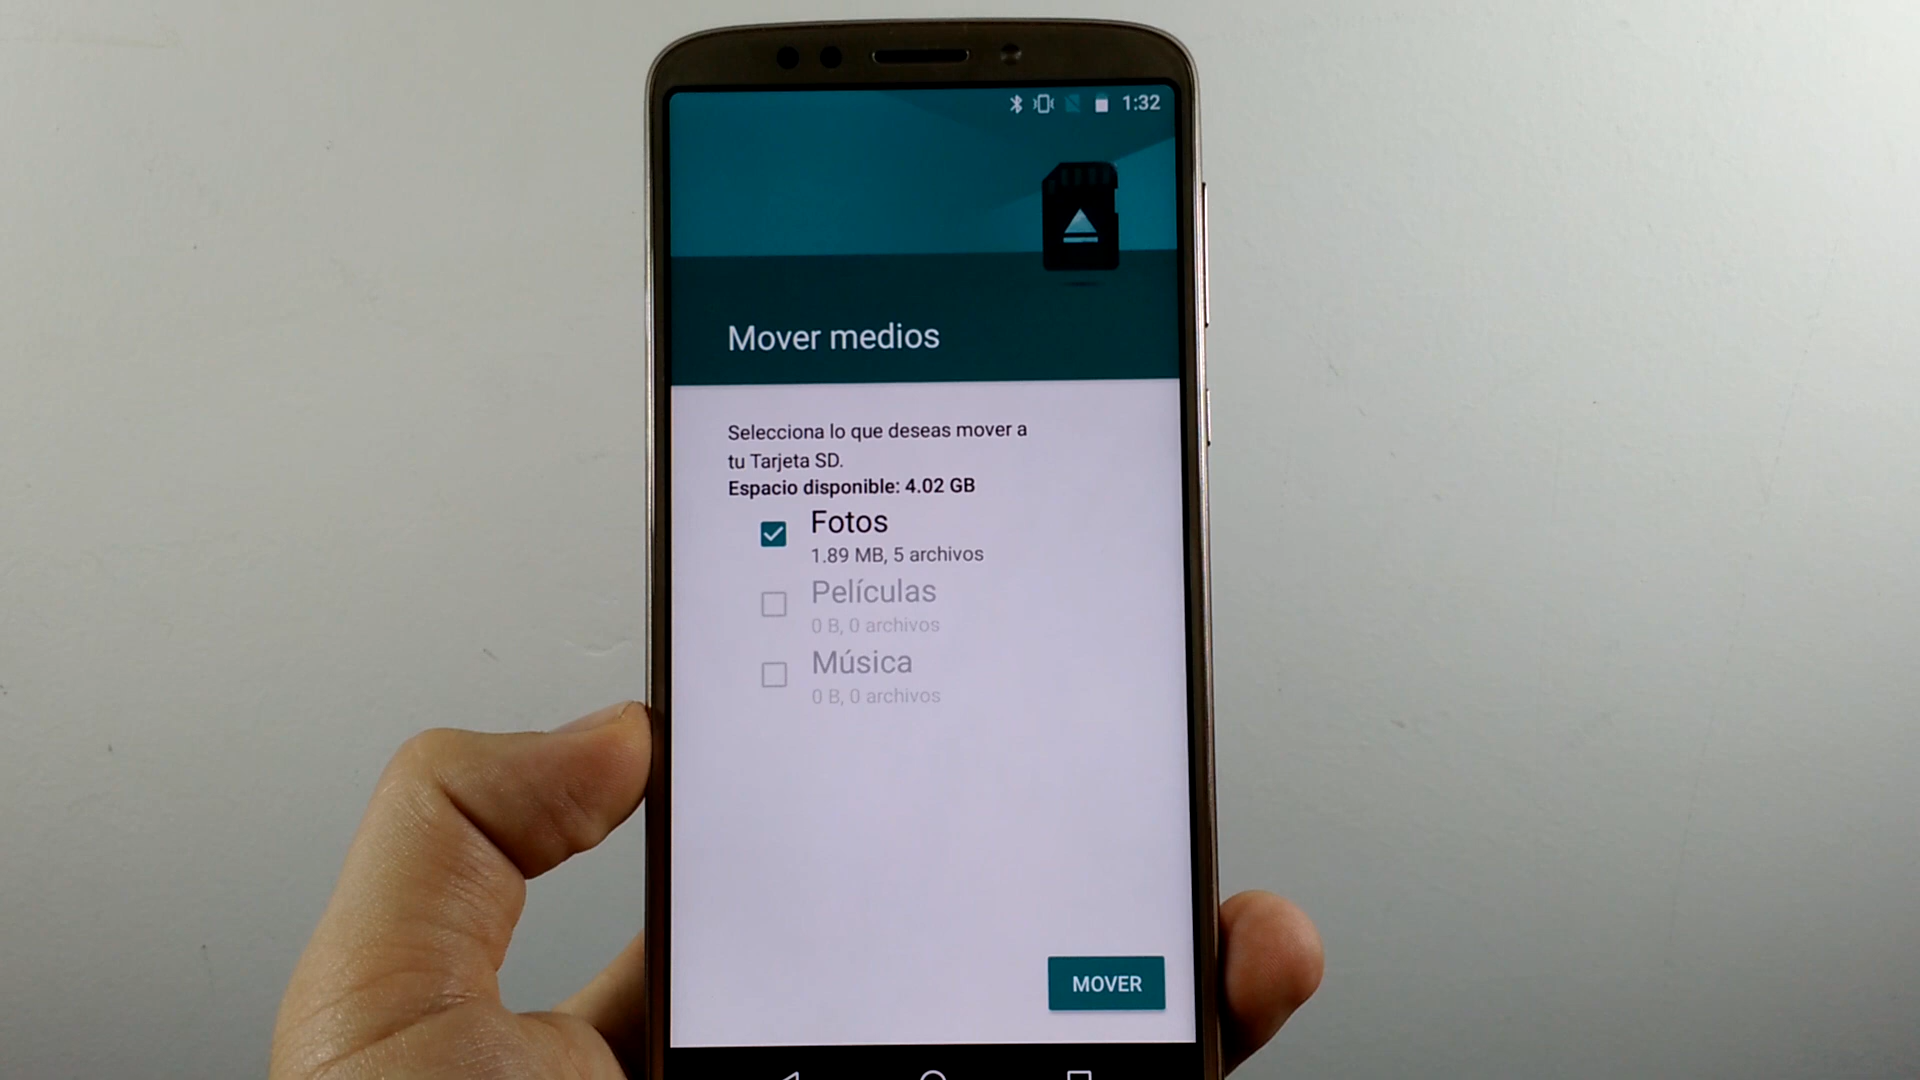 1:32
Mover medios
Selecciona lo que deseas mover a
tu Tarjeta SD.
Espacio disponible: 4.02 GB
Fotos
1.89 MB, 5 archivos
Películas
0 B, 0 archivos
Música
0 B, 0 archivos
MOVER